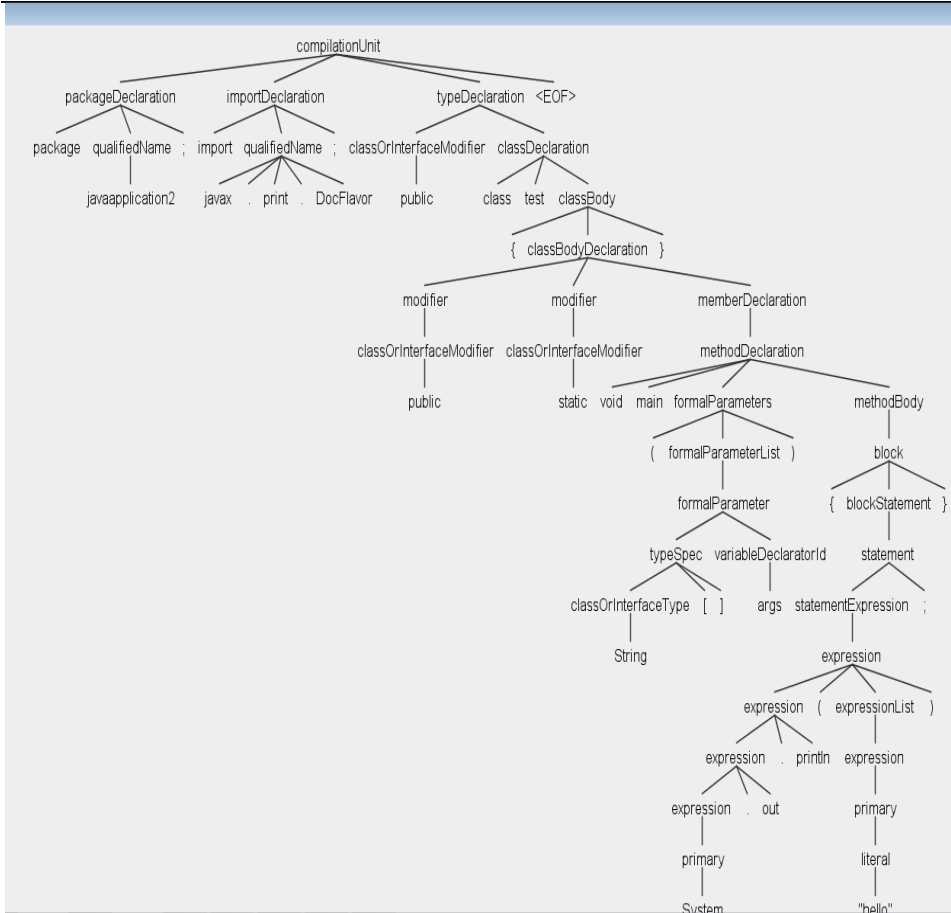 compilationUnit
packageDeclaration importDeclaration typeDeclaration <EOF>
package qualifiedName ; import qualifiedName ; classOrInterfaceModifier classDeclaration
javaapplication2 javax . print . DocFlavor public class test classBody
{ classBodyDeclaration }
modifier modifier memberDeclaration
classOrInterfaceModifier classOrInterfaceModifier methodDeclaration
public static void main formalParameters methodBody
( formalParameterList ) block
formalParameter { blockStatement }
typeSpec variableDeclaratorId statement
classOrInterfaceType [ ] args statementExpression ;
String expression
expression ( expressionList )
expression . println expression
expression . out primary
primary literal
System "hello"